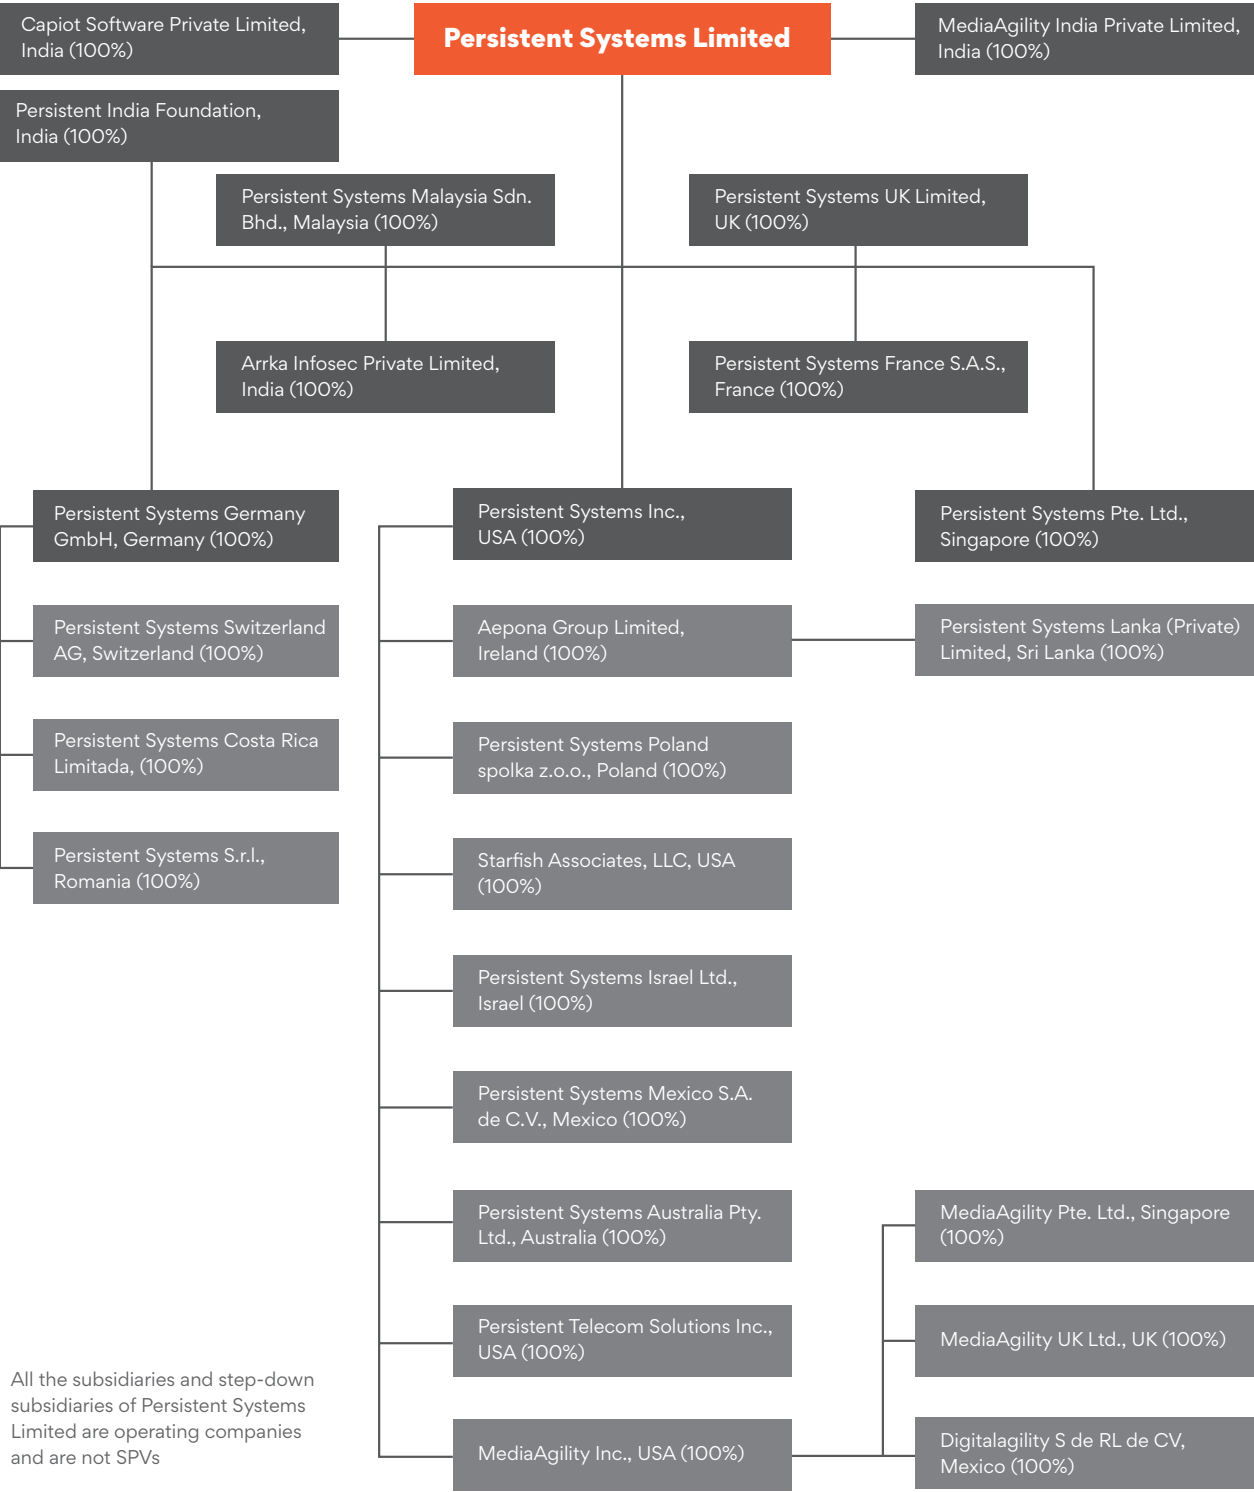 Capiot Software Private Limited,
India (100%)
Persistent Systems Limited
MediaAgility India Private Limited,
India (100%)
Persistent India Foundation,
India (100%)
Persistent Systems Malaysia Sdn.
Bhd., Malaysia (100%)
Persistent Systems UK Limited,
UK (100%)
Arrka Infosec Private Limited,
India (100%)
Persistent Systems France S.A.S.,
France (100%)
Persistent Systems Germany
GmbH, Germany (100%)
Persistent Systems Inc.,
USA (100%)
Persistent Systems Pte. Ltd.,
Singapore (100%)
Persistent Systems Switzerland
AG, Switzerland (100%)
Aepona Group Limited,
Ireland (100%)
Persistent Systems Lanka (Private)
Limited, Sri Lanka (100%)
Persistent Systems Costa Rica
Limitada, (100%)
Persistent Systems Poland
spolka z.o.o., Poland (100%)
Persistent Systems S.r.l.,
Romania (100%)
Starfish Associates, LLC, USA
(100%)
Persistent Systems Israel Ltd.,
Israel (100%)
Persistent Systems Mexico S.A.
de C.V., Mexico (100%)
Persistent Systems Australia Pty.
Ltd., Australia (100%)
MediaAgility Pte. Ltd., Singapore
(100%)
Persistent Telecom Solutions Inc.,
USA (100%)
MediaAgility UK Ltd., UK (100%)
MediaAgility Inc., USA (100%)
Digitalagility S de RL de CV,
Mexico (100%)
All the subsidiaries and step-down
subsidiaries of Persistent Systems
Limited are operating companies
and are not SPVs